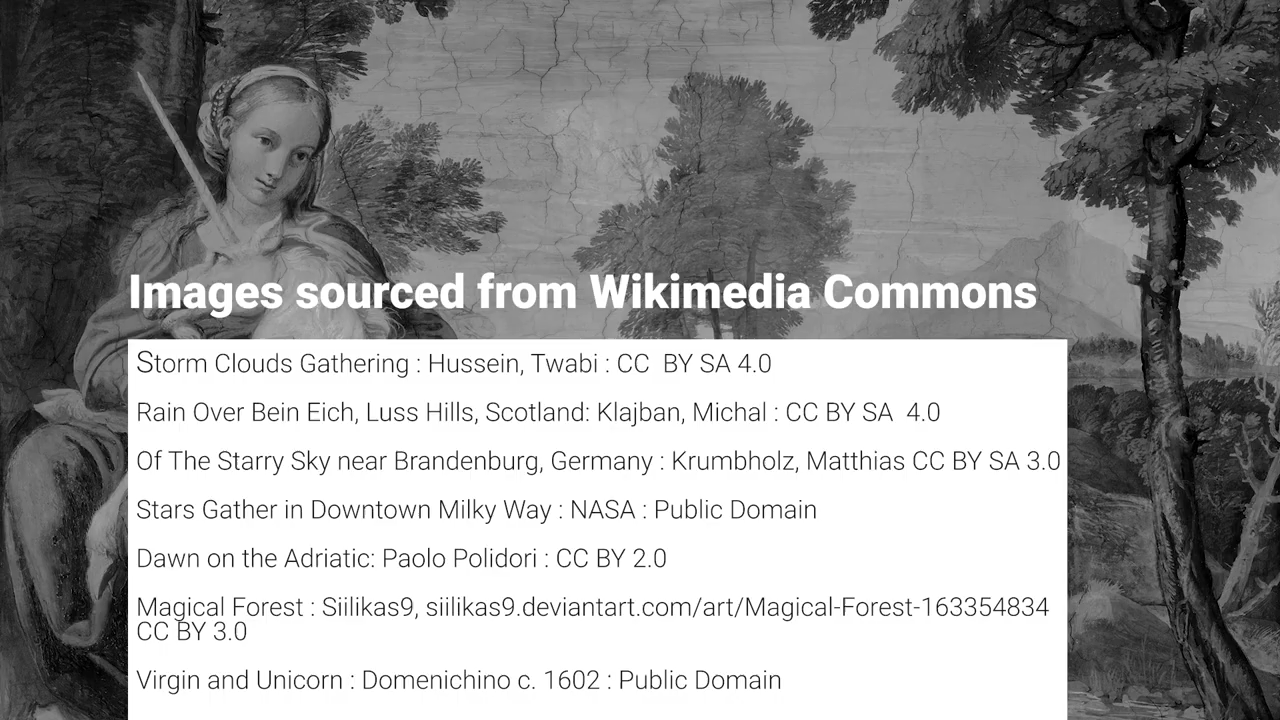 Images sourced from Wikimedia Commons
Storm Clouds Gathering : Hussein, Twabi : CC  BY SA 4.0
Rain Over Bein Eich, Luss Hills, Scotland: Klajban, Michal : CC BY SA  4.0
Of The Starry Sky near Brandenburg, Germany : Krumbholz, Matthias CC BY SA 3.0
Stars Gather in Downtown Milky Way : NASA : Public Domain
Dawn on the Adriatic: Paolo Polidori : CC BY 2.0
Magical Forest : Siilikas9, siilikas9.deviantart.com/art/Magical-Forest-163354834
CC BY 3.0
Virgin and Unicorn : Domenichino c. 1602 : Public Domain